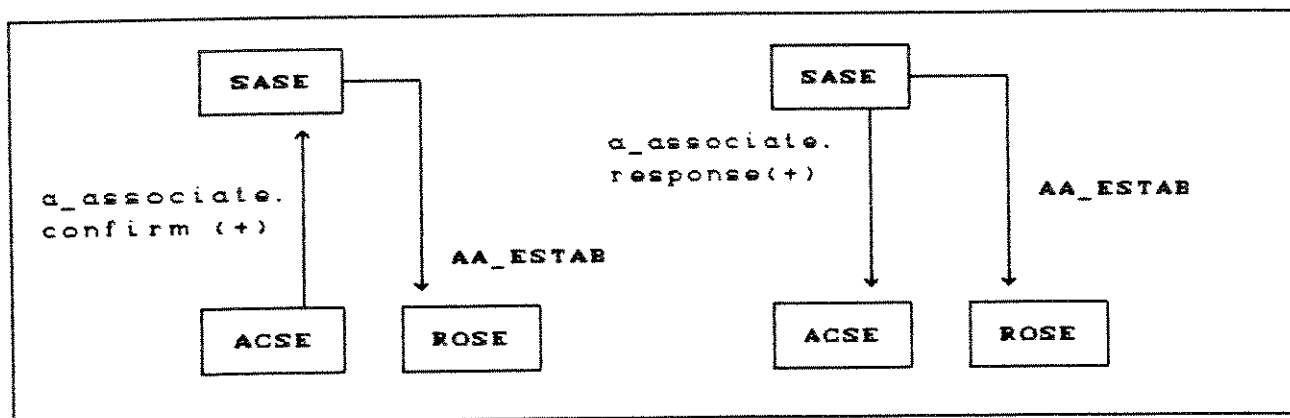 SASE
a_associate.
confirm (+)
AA_ESTAB
ACSE
ROSE
SASE
a_associate.
response(+)
AA_ESTAB
ACSE
ROSE